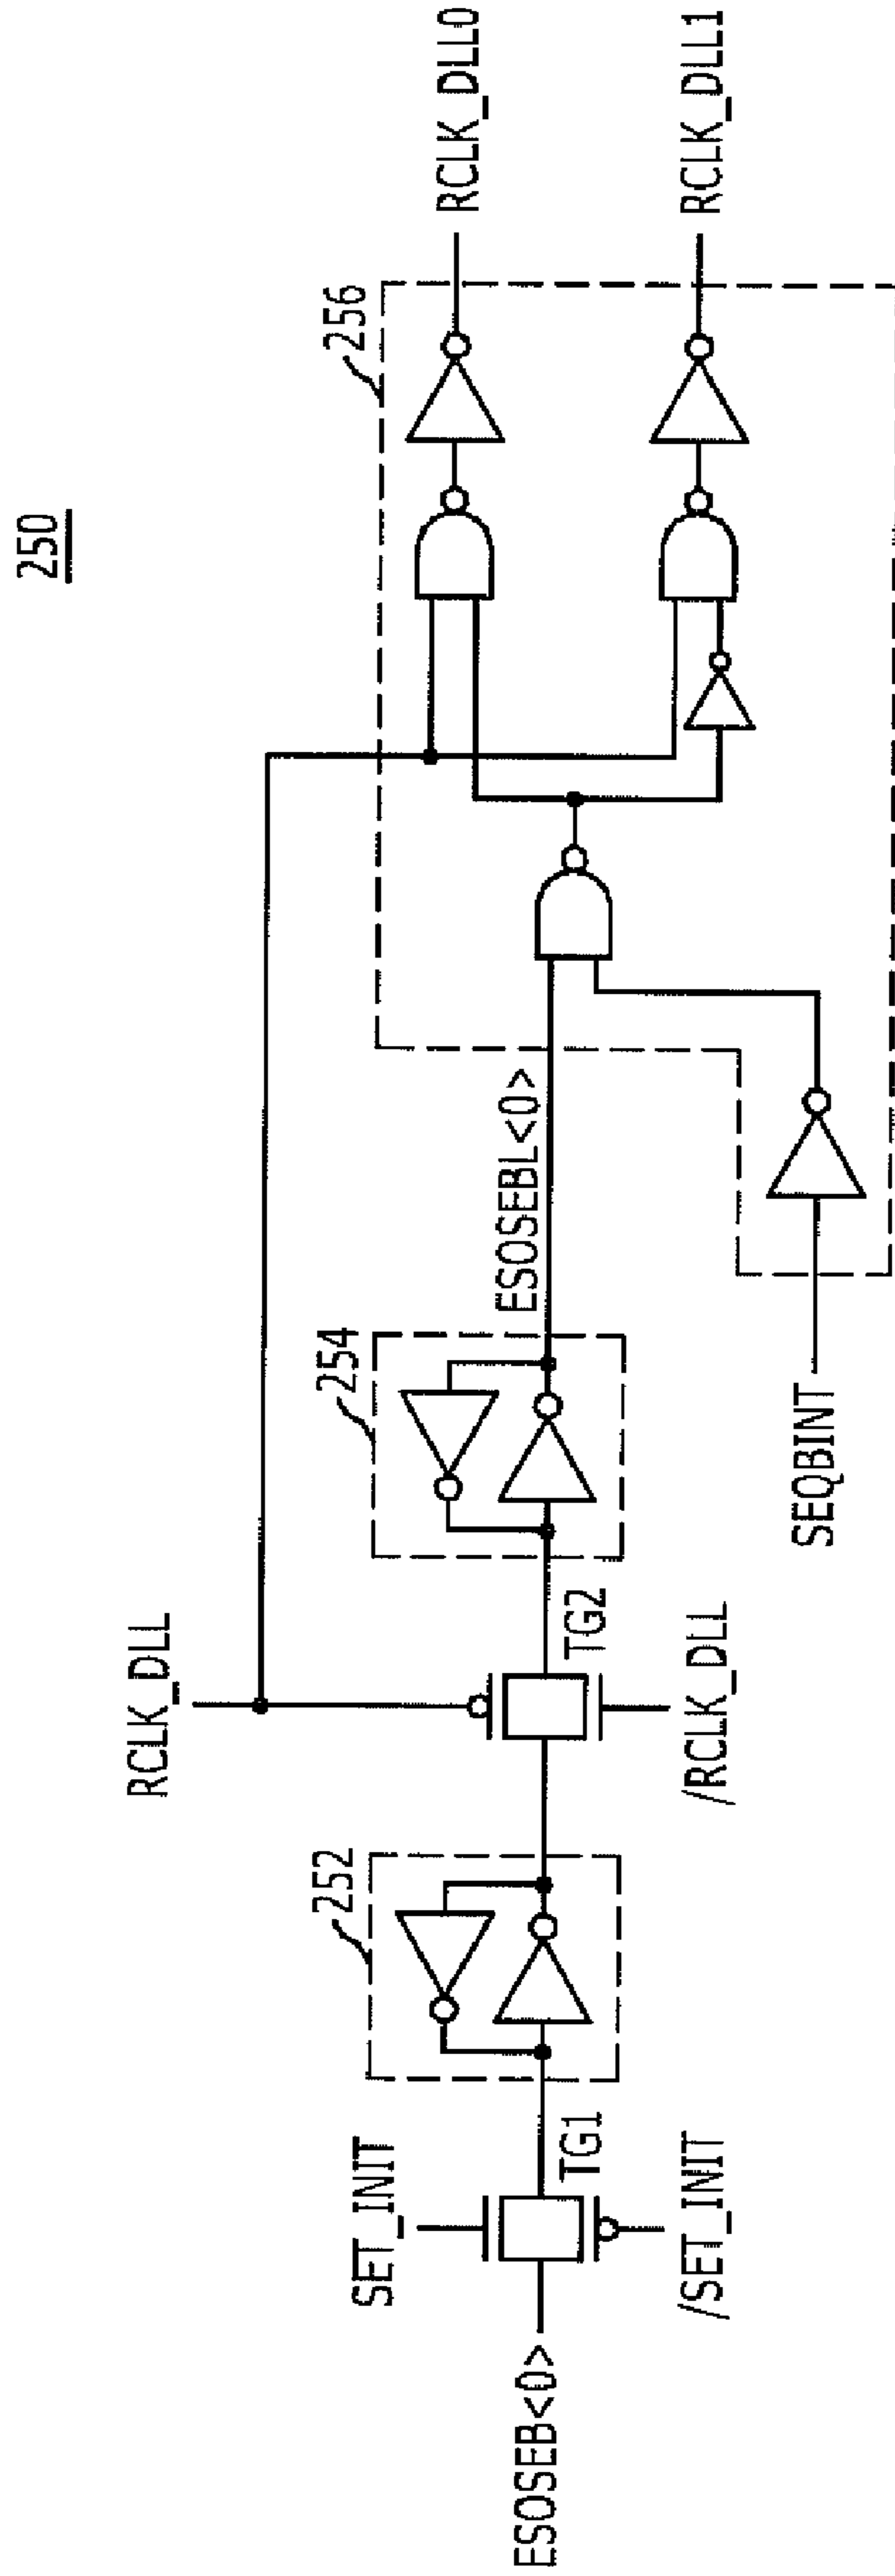 250
RCLK_DLL
252
254
256
SET_INIT
ESOSEB<0>
TG1
/SET_INIT
TG2
/RCLK_DLL
ESOSEBL<0>
SEQBINT
RCLK_DLL0
RCLK_DLL1